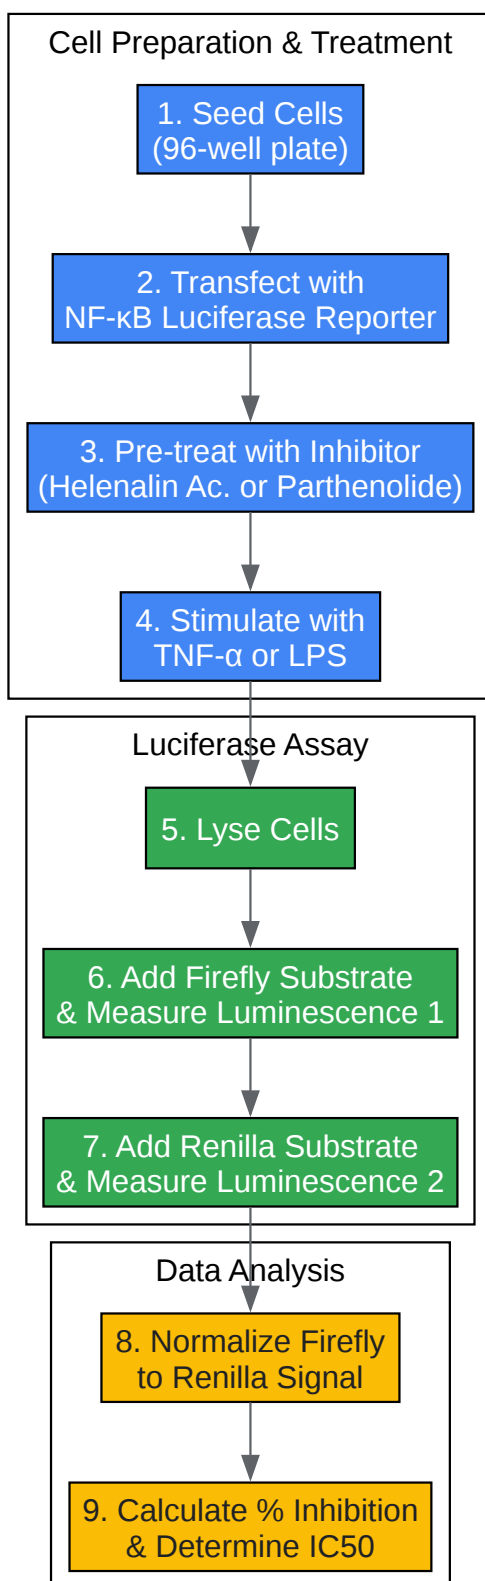 Cell Preparation & Treatment
1. Seed Cells
(96-well plate)
2. Transfect with
NF-κB Luciferase Reporter
3. Pre-treat with Inhibitor
(Helenalin Ac. or Parthenolide)
4. Stimulate with
TNF-α or LPS
Luciferase Assay
5. Lyse Cells
6. Add Firefly Substrate
& Measure Luminescence 1
7. Add Renilla Substrate
& Measure Luminescence 2
Data Analysis
8. Normalize Firefly
to Renilla Signal
9. Calculate % Inhibition
& Determine IC50